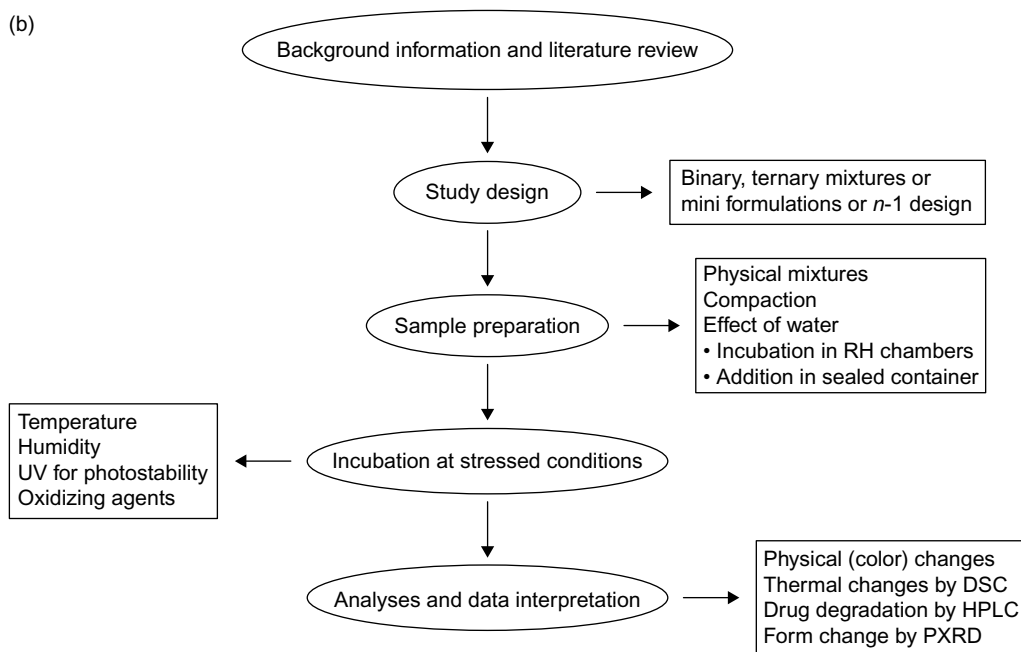 (b)
Background information and literature review
Study design
Binary, ternary mixtures or
mini formulations or n-1 design
Sample preparation
Physical mixtures
Compaction
Effect of water
• Incubation in RH chambers
• Addition in sealed container
Temperature
Humidity
UV for photostability
Oxidizing agents
Incubation at stressed conditions
Analyses and data interpretation
Physical (color) changes
Thermal changes by DSC
Drug degradation by HPLC
Form change by PXRD